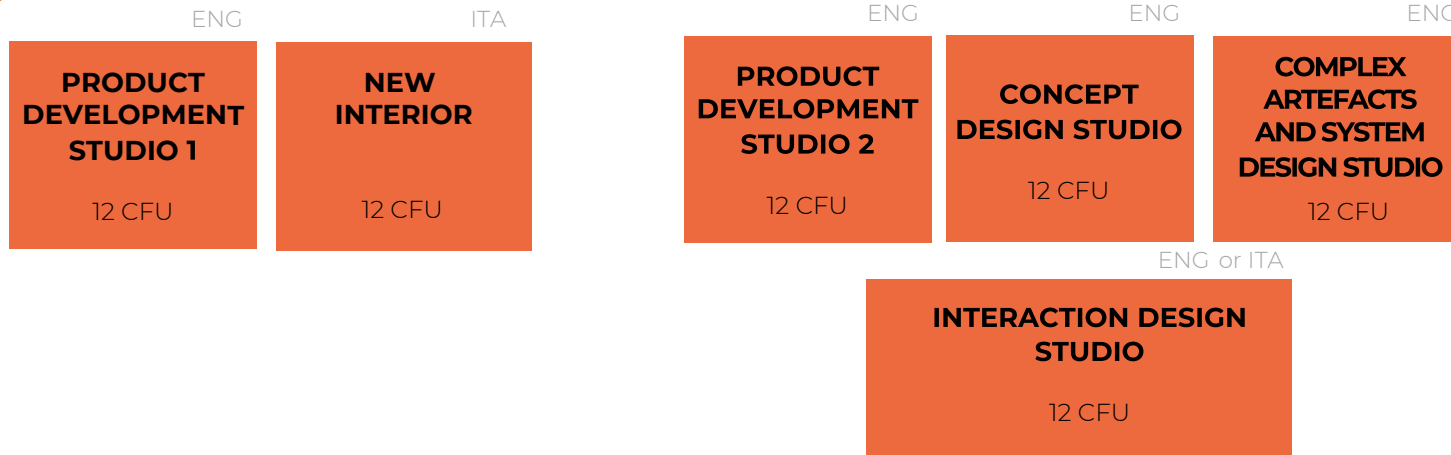 ENG
PRODUCT
DEVELOPMENT
STUDIO 1
12 CFU
ITA
NEW
INTERIOR
12 CFU
ENG
PRODUCT
DEVELOPMENT
STUDIO 2
12 CFU
ENG
CONCEPT
DESIGN STUDIO
12 CFU
ENG
COMPLEX
ARTEFACTS
AND SYSTEM
DESIGN STUDIO
12 CFU
ENG or ITA
INTERACTION DESIGN
STUDIO
12 CFU